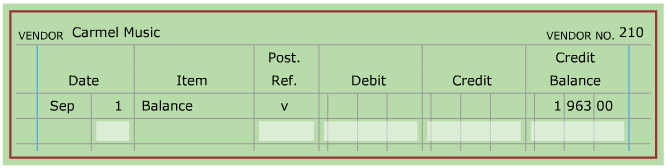 VENDOR Carmel Music VENDOR NO. 210
Post. Credit
Date Item Ref. Debit Credit Balance
Sep 1 Balance v 1 963 00